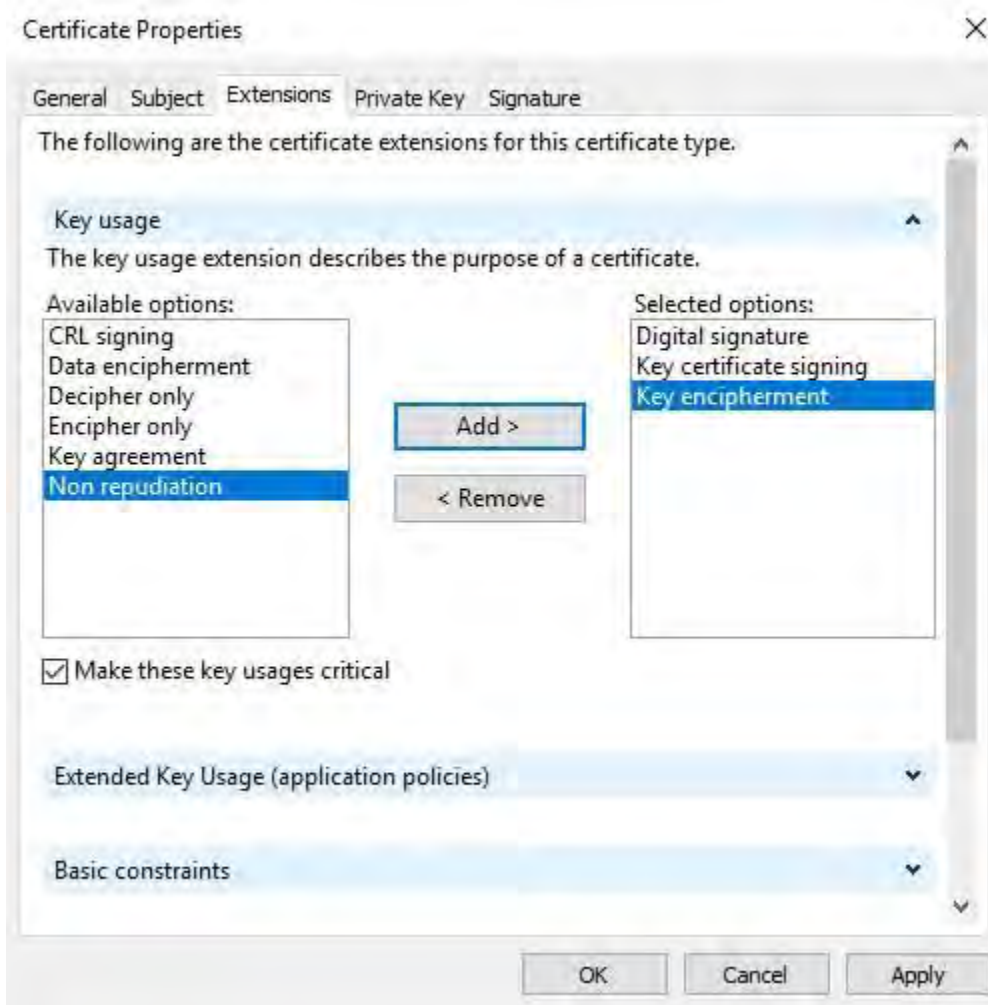 Certificate Properties
General Subject Extensions Private Key Signature
The following are the certificate extensions for this certificate type.
Key usage
The key usage extension describes the purpose of a certificate.
Available options:
CRL signing
Data encipherment
Decipher only
Encipher only
Key agreement
Non repudiation
Add >
< Remove
Selected options:
Digital signature
Key certificate signing
Key encipherment
Make these key usages critical
Extended Key Usage (application policies)
Basic constraints
OK Cancel Apply